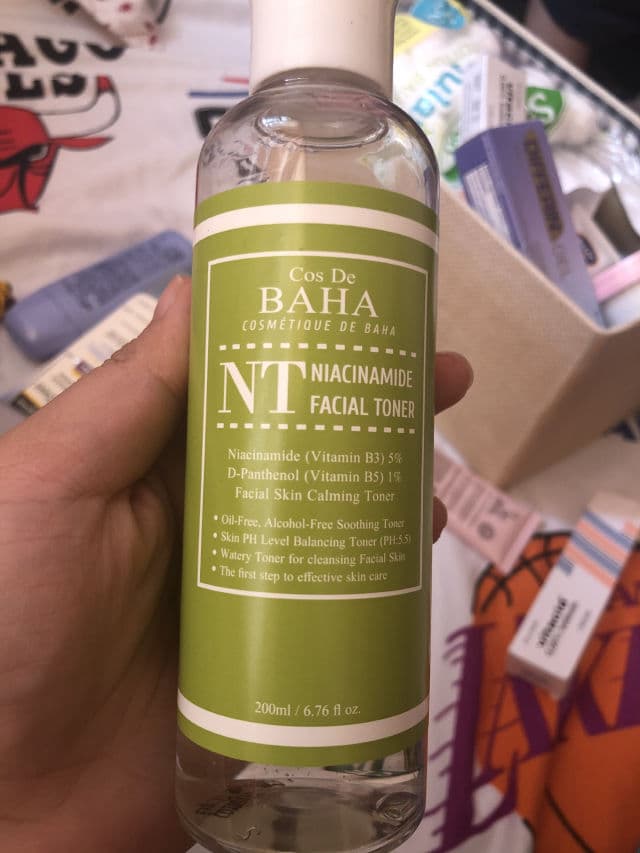 Cos De
BAHA
COSMÉTIQUE DE BAHA
NT NIACINAMIDE
FACIAL TONER
Niacinamide (Vitamin B3) 5%
D-Panthenol (Vitamin B5) 1%
Facial Skin Calming Toner
• Oil-Free, Alcohol-Free Soothing Toner
• Skin PH Level Balancing Toner (PH:5.5)
• Watery Toner for cleansing Facial Skin
• The first step to effective skin care
200ml / 6.76 fl oz.